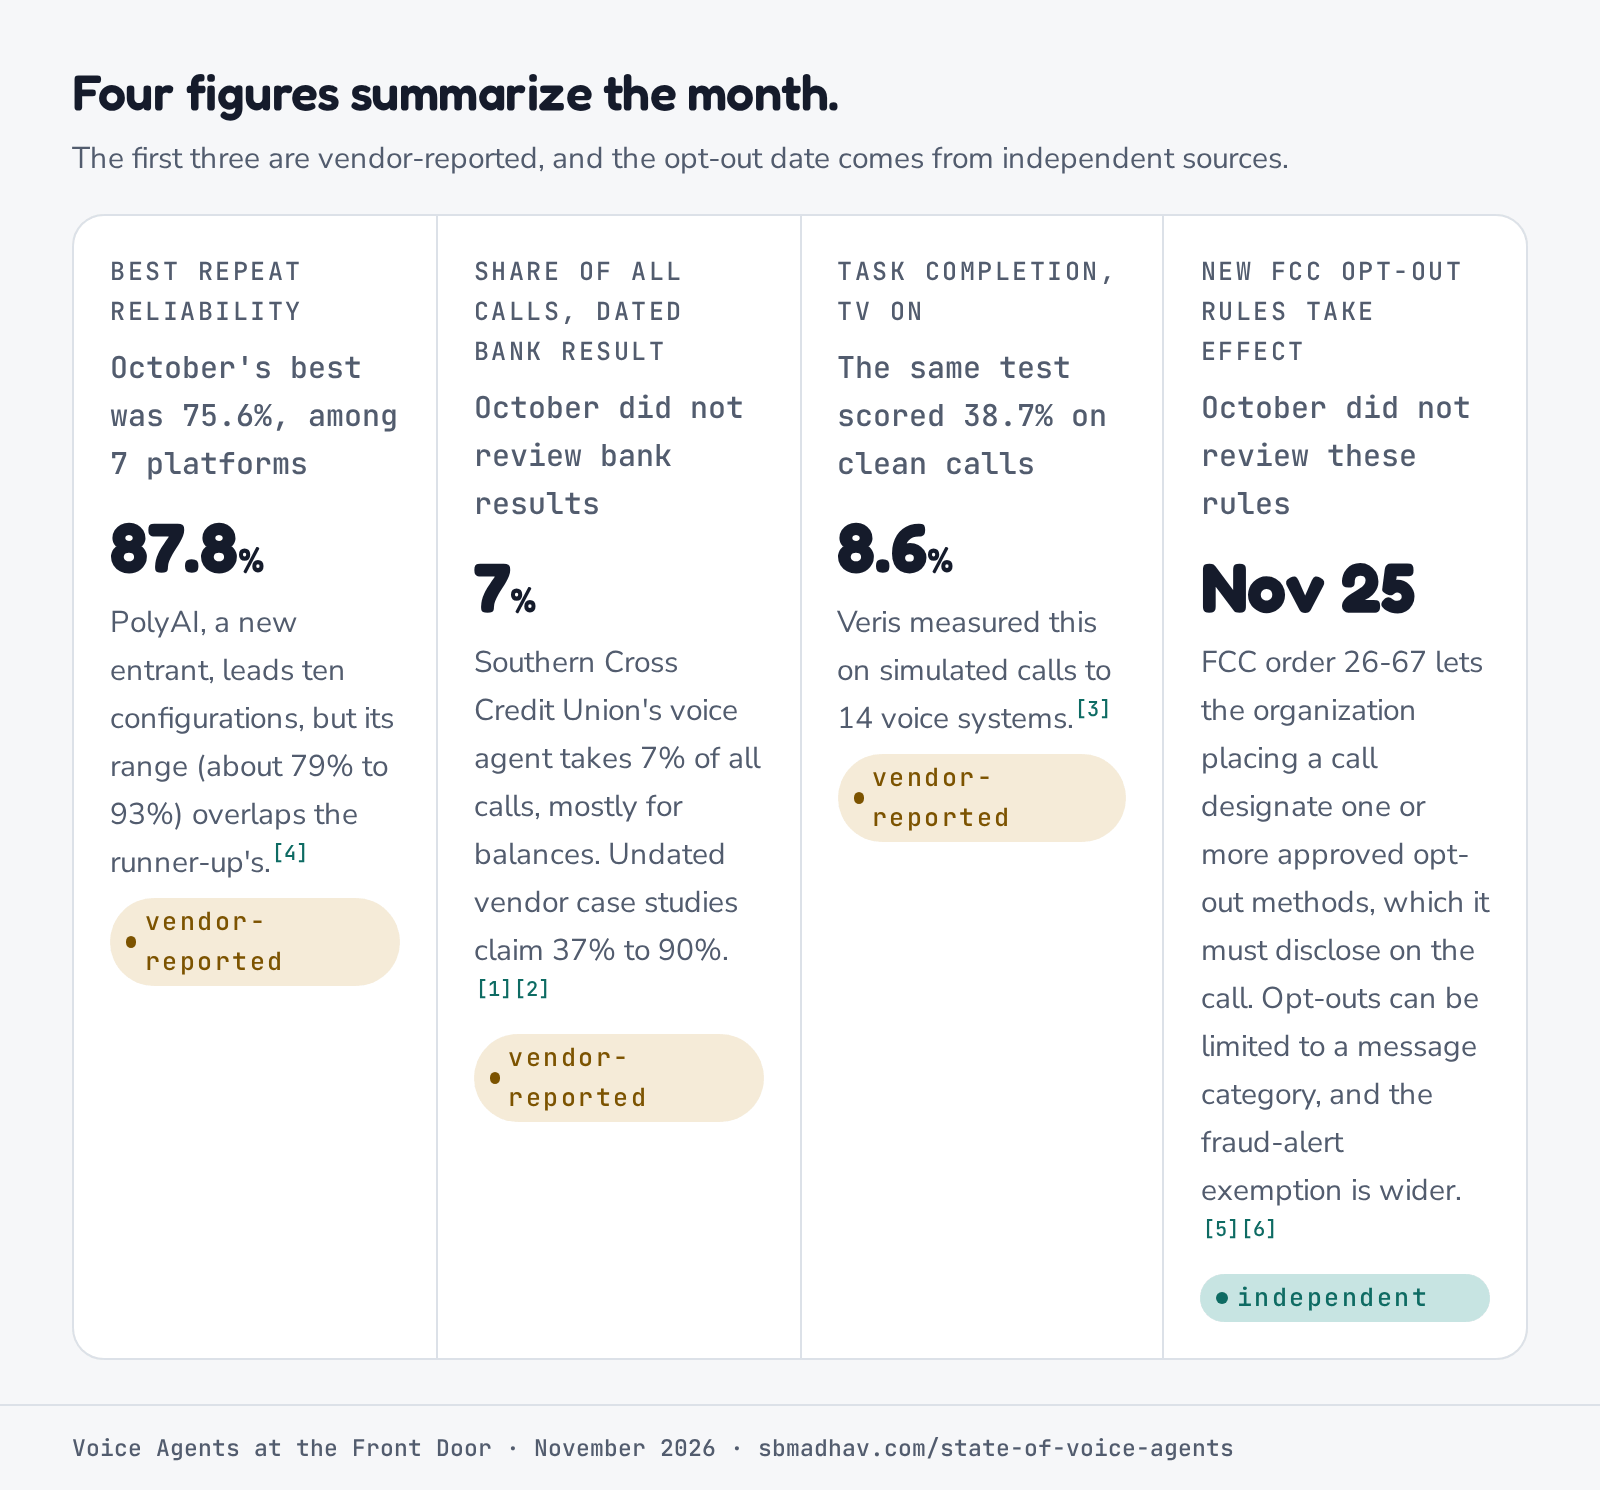 Four figures summarize the month.
The first three are vendor-reported, and the opt-out date comes from independent sources.
BEST REPEAT
RELIABILITY
October's best
was 75.6%, among
7 platforms
87.8%
PolyAI, a new
entrant, leads ten
configurations, but its
range (about 79% to
93%) overlaps the
runner-up's.[4]
vendor-
reported
SHARE OF ALL
CALLS, DATED
BANK RESULT
October did not
review bank
results
7%
Southern Cross
Credit Union's voice
agent takes 7% of all
calls, mostly for
balances. Undated
vendor case studies
claim 37% to 90%.
[1][2]
vendor-
reported
TASK COMPLETION,
TV ON
The same test
scored 38.7% on
clean calls
8.6%
Veris measured this
on simulated calls to
14 voice systems.[3]
vendor-
reported
NEW FCC OPT-OUT
RULES TAKE
EFFECT
October did not
review these
rules
Nov 25
FCC order 26-67 lets
the organization
placing a call
designate one or
more approved opt-
out methods, which it
must disclose on the
call. Opt-outs can be
limited to a message
category, and the
fraud-alert
exemption is wider.
[5][6]
independent
Voice Agents at the Front Door · November 2026 · sbmadhav.com/state-of-voice-agents